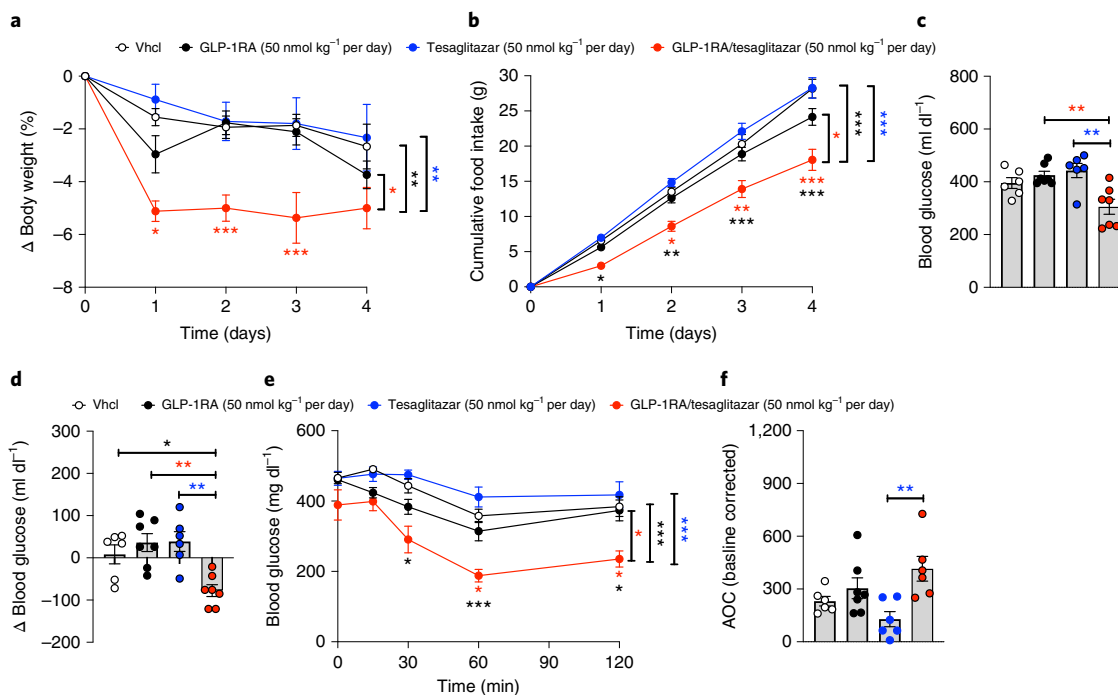 a
b
c
Vhcl GLP-1RA (50 nmol kg⁻¹ per day) Tesaglitazar (50 nmol kg⁻¹ per day) GLP-1RA/tesaglitazar (50 nmol kg⁻¹ per day)
Δ Body weight (%)
0
−2
−4
−6
−8
0 1 2 3 4
Time (days)
* *** ***
*
**
**
Cumulative food intake (g)
30
25
20
15
10
5
0
0 1 2 3 4
Time (days)
*
*
**
**
***
***
***
*
***
***
Blood glucose (ml dl⁻¹)
800
600
400
200
0
**
**
d
e
f
Vhcl GLP-1RA (50 nmol kg⁻¹ per day) Tesaglitazar (50 nmol kg⁻¹ per day) GLP-1RA/tesaglitazar (50 nmol kg⁻¹ per day)
Δ Blood glucose (ml dl⁻¹)
300
200
100
0
−100
−200
*
**
**
Blood glucose (mg dl⁻¹)
600
400
200
0
0 30 60 90 120
Time (min)
*
*
***
*
*
*
***
***
AOC (basline corrected)
1,200
900
600
300
0
**